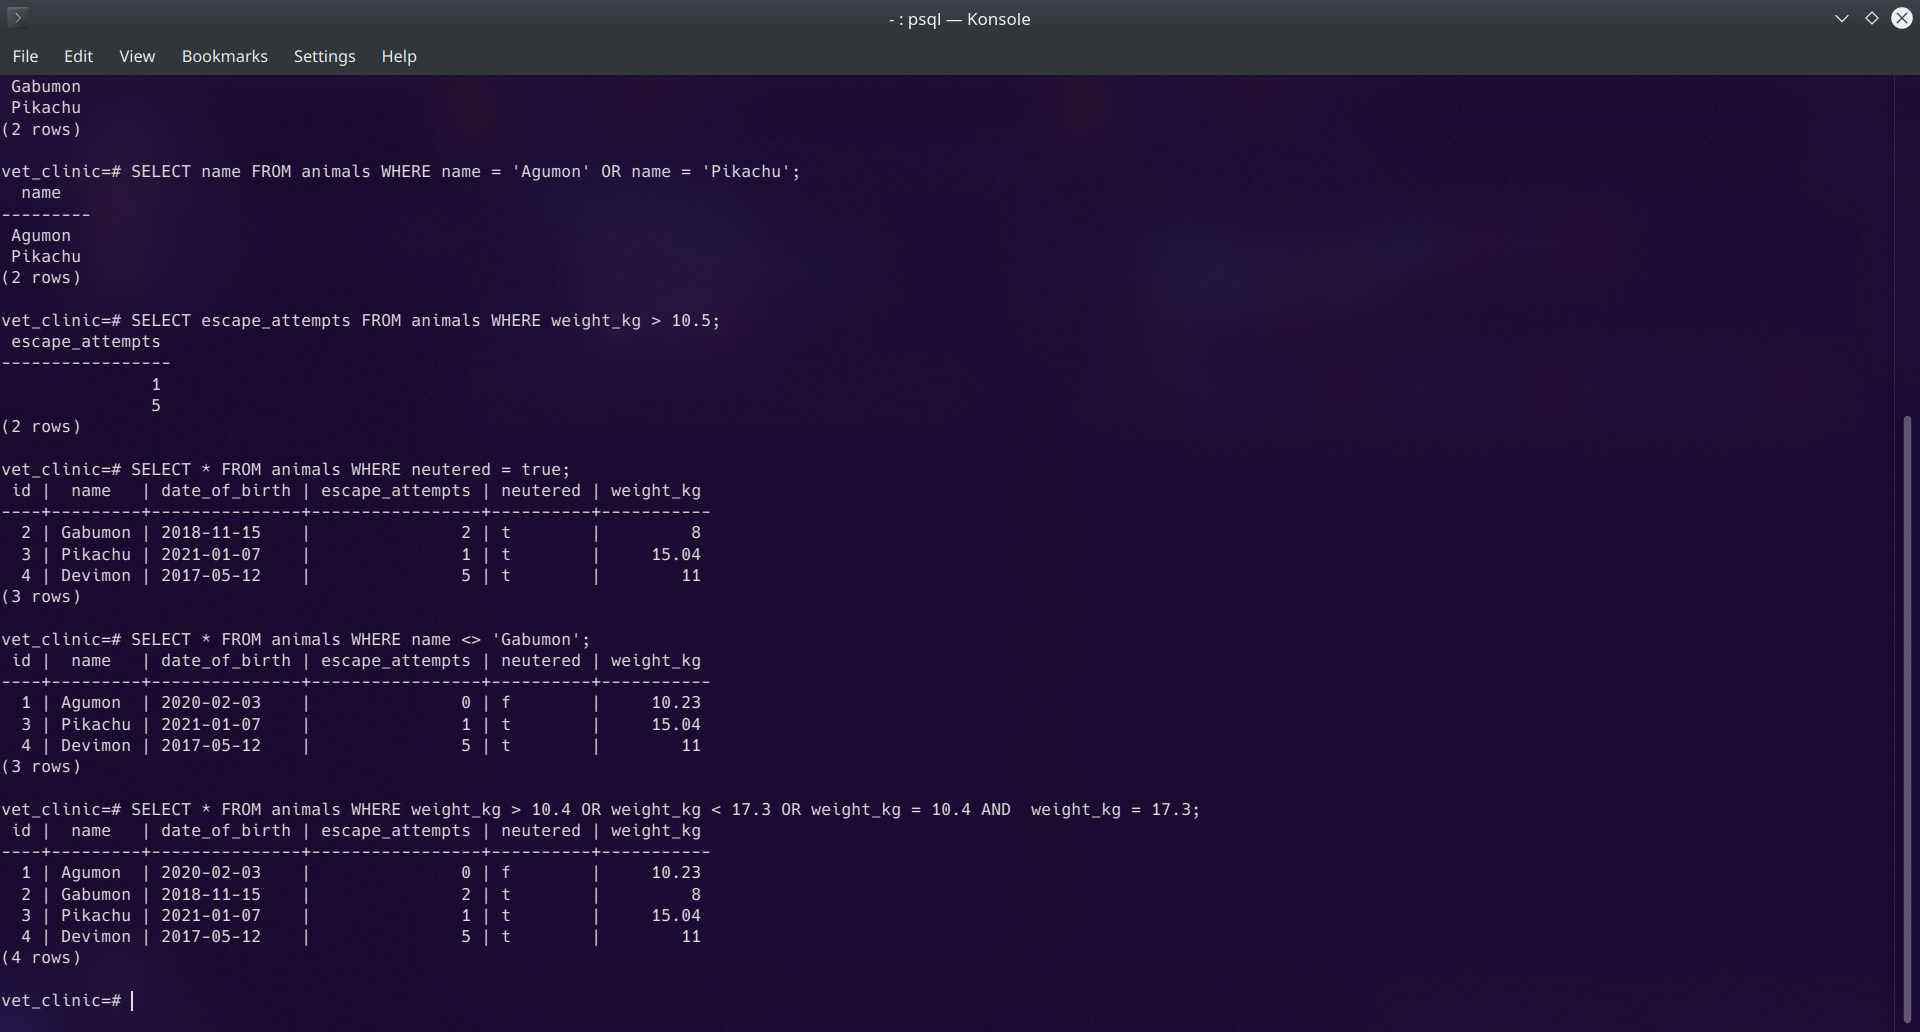 - : psql — Konsole
File Edit View Bookmarks Settings Help
 Gabumon
 Pikachu
(2 rows)

vet_clinic=# SELECT name FROM animals WHERE name = 'Agumon' OR name = 'Pikachu';
  name
---------
 Agumon
 Pikachu
(2 rows)

vet_clinic=# SELECT escape_attempts FROM animals WHERE weight_kg > 10.5;
 escape_attempts
-----------------
               1
               5
(2 rows)

vet_clinic=# SELECT * FROM animals WHERE neutered = true;
 id |  name   | date_of_birth | escape_attempts | neutered | weight_kg
----+---------+---------------+-----------------+----------+-----------
  2 | Gabumon | 2018-11-15    |               2 | t        |         8
  3 | Pikachu | 2021-01-07    |               1 | t        |     15.04
  4 | Devimon | 2017-05-12    |               5 | t        |        11
(3 rows)

vet_clinic=# SELECT * FROM animals WHERE name <> 'Gabumon';
 id |  name   | date_of_birth | escape_attempts | neutered | weight_kg
----+---------+---------------+-----------------+----------+-----------
  1 | Agumon  | 2020-02-03    |               0 | f        |     10.23
  3 | Pikachu | 2021-01-07    |               1 | t        |     15.04
  4 | Devimon | 2017-05-12    |               5 | t        |        11
(3 rows)

vet_clinic=# SELECT * FROM animals WHERE weight_kg > 10.4 OR weight_kg < 17.3 OR weight_kg = 10.4 AND  weight_kg = 17.3;
 id |  name   | date_of_birth | escape_attempts | neutered | weight_kg
----+---------+---------------+-----------------+----------+-----------
  1 | Agumon  | 2020-02-03    |               0 | f        |     10.23
  2 | Gabumon | 2018-11-15    |               2 | t        |         8
  3 | Pikachu | 2021-01-07    |               1 | t        |     15.04
  4 | Devimon | 2017-05-12    |               5 | t        |        11
(4 rows)

vet_clinic=#